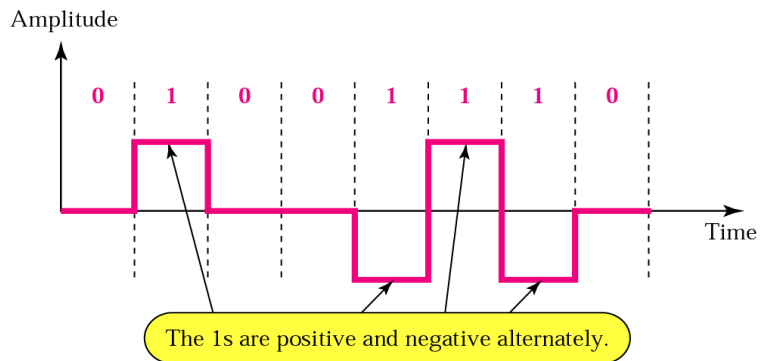 Amplitude
0 1 0 0 1 1 1 0
Time
The 1s are positive and negative alternately.